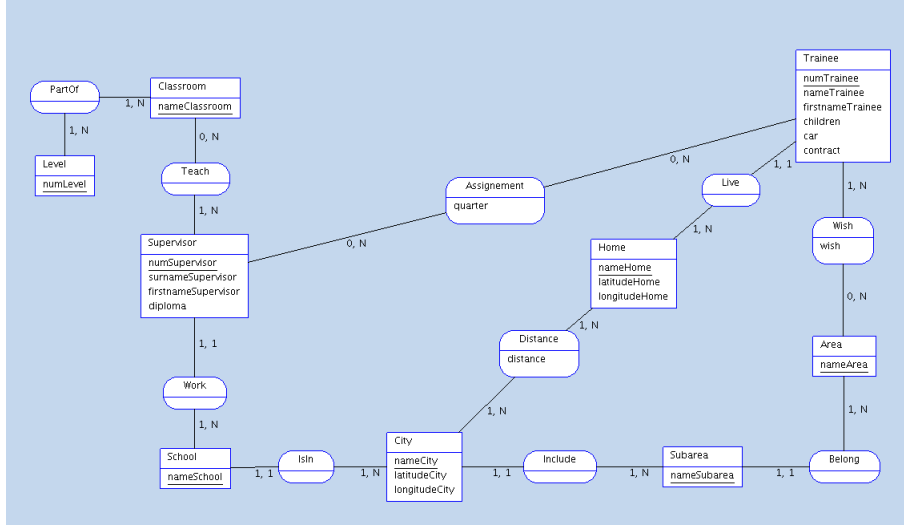 Trainee
numTrainee
nameTrainee
firstnameTrainee
children
car
contract
PartOf
1, N
Classroom
nameClassroom
1, N
0, N
Level
numLevel
Teach
1, N
0, N
1, 1
1, N
Assignement
quarter
Live
1, N
Wish
wish
0, N
Supervisor
numSupervisor
surnameSupervisor
firstnameSupervisor
diploma
0, N
Home
nameHome
latitudeHome
longitudeHome
1, N
Distance
distance
1, 1
Area
nameArea
Work
1, N
1, N
1, N
School
nameSchool
1, 1
IsIn
1, N
City
nameCity
latitudeCity
longitudeCity
1, 1
Include
1, N
Subarea
nameSubarea
1, 1
Belong